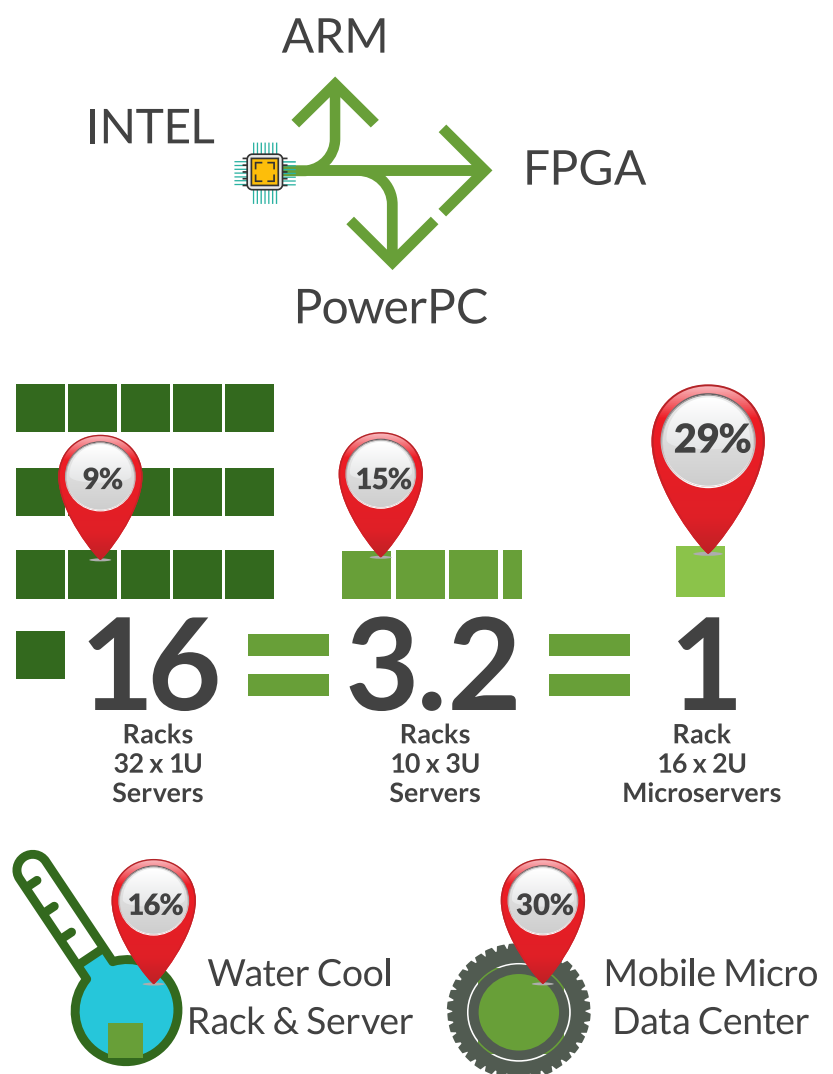 ARM
INTEL
FPGA
PowerPC
9%
15%
29%
16 = 3.2 = 1
Racks
32 x 1U
Servers
Racks
10 x 3U
Servers
Rack
16 x 2U
Microservers
16%
Water Cool
Rack & Server
30%
Mobile Micro
Data Center